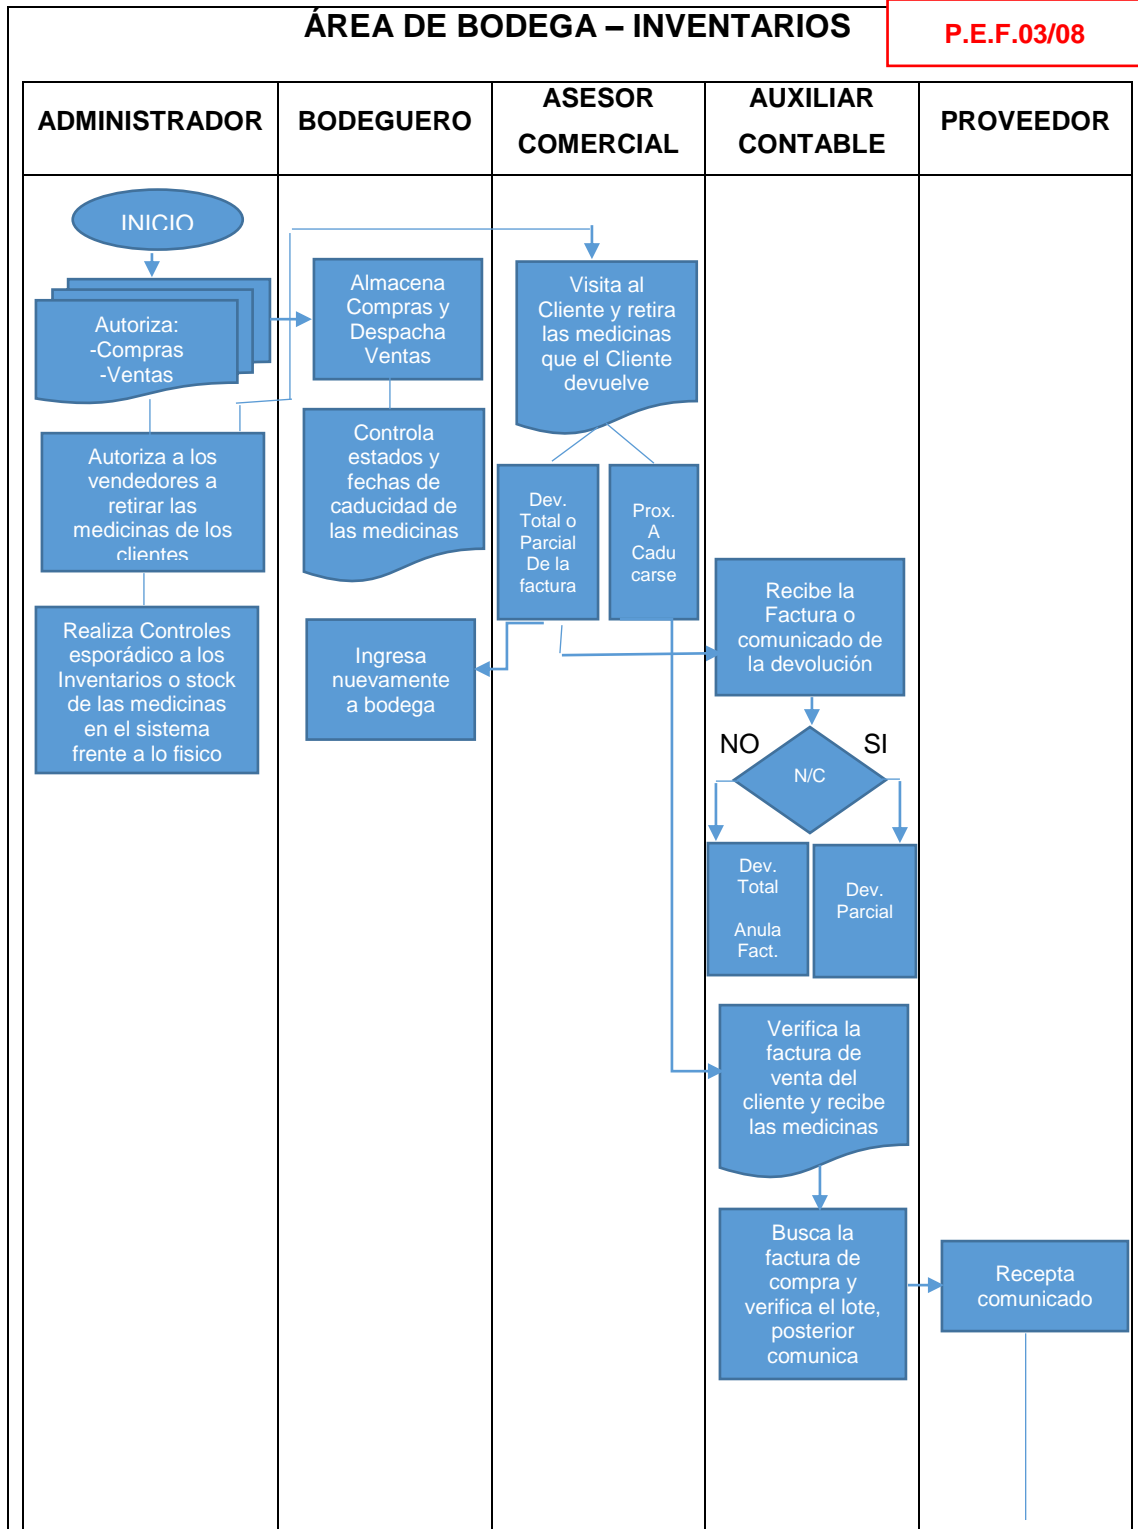 ÁREA DE BODEGA – INVENTARIOS
P.E.F.03/08
ADMINISTRADOR
BODEGUERO
ASESOR
COMERCIAL
AUXILIAR
CONTABLE
PROVEEDOR
INICIO
Autoriza:
-Compras
-Ventas
Autoriza a los
vendedores a
retirar las
medicinas de los
clientes
Realiza Controles
esporádico a los
Inventarios o stock
de las medicinas
en el sistema
frente a lo fisico
Almacena
Compras y
Despacha
Ventas
Controla
estados y
fechas de
caducidad de
las medicinas
Ingresa
nuevamente
a bodega
Visita al
Cliente y retira
las medicinas
que el Cliente
devuelve
Dev.
Total o
Parcial
De la
factura
Prox.
A
Cadu
carse
Recibe la
Factura o
comunicado de
la devolución
NO
SI
N/C
Dev.
Total
Anula
Fact.
Dev.
Parcial
Verifica la
factura de
venta del
cliente y recibe
las medicinas
Busca la
factura de
compra y
verifica el lote,
posterior
comunica
Recepta
comunicado